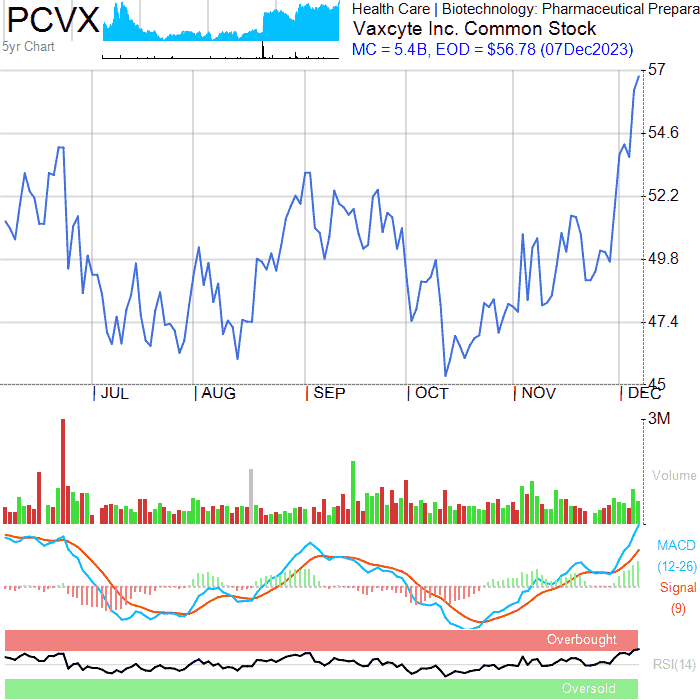 PCVX
5yr Chart
Health Care | Biotechnology: Pharmaceutical Prepara
Vaxcyte Inc. Common Stock
MC = 5.4B, EOD = $56.78 (07Dec2023)
57
54.6
52.2
49.8
47.4
45
JUL AUG SEP OCT NOV DEC
3M
Volume
MACD
(12-26)
Signal
(9)
Overbought
RSI(14)
Oversold